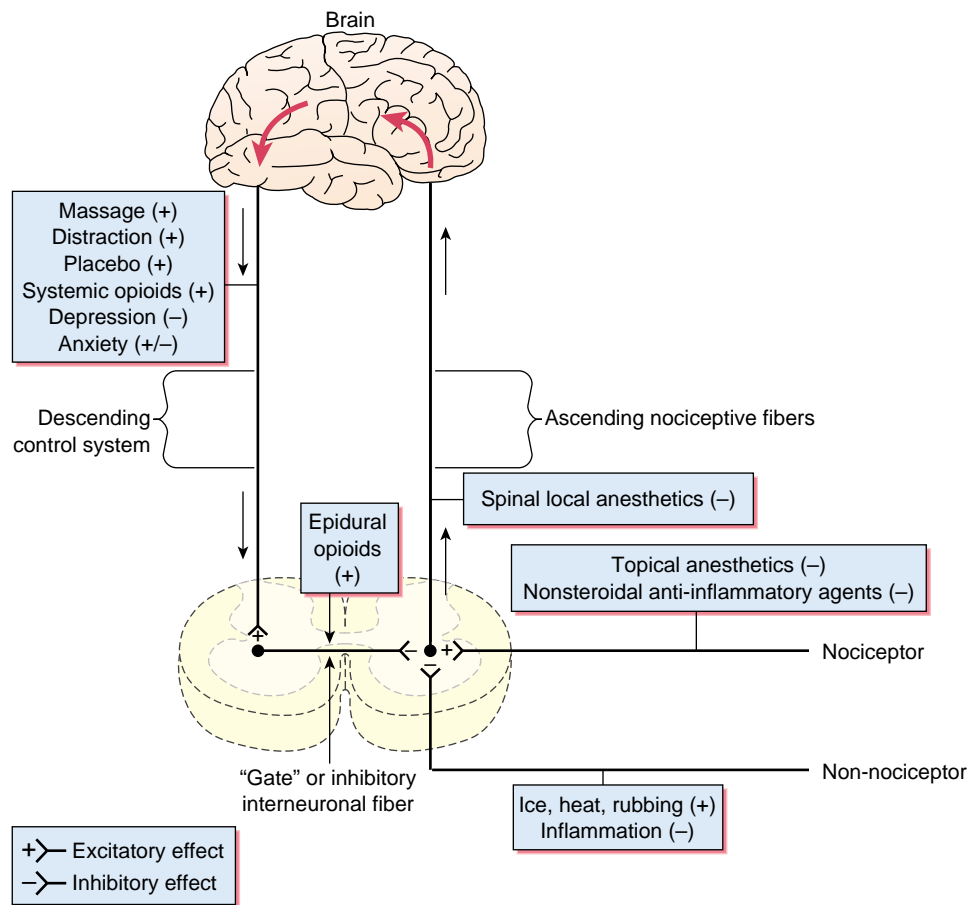 Brain
Massage (+)
Distraction (+)
Placebo (+)
Systemic opioids (+)
Depression (–)
Anxiety (+/–)
Descending
control system
Ascending nociceptive fibers
Spinal local anesthetics (–)
Epidural
opioids
(+)
Topical anesthetics (–)
Nonsteroidal anti-inflammatory agents (–)
+
–
+
–
Nociceptor
Non-nociceptor
“Gate” or inhibitory
interneuronal fiber
Ice, heat, rubbing (+)
Inflammation (–)
+ Excitatory effect
– Inhibitory effect